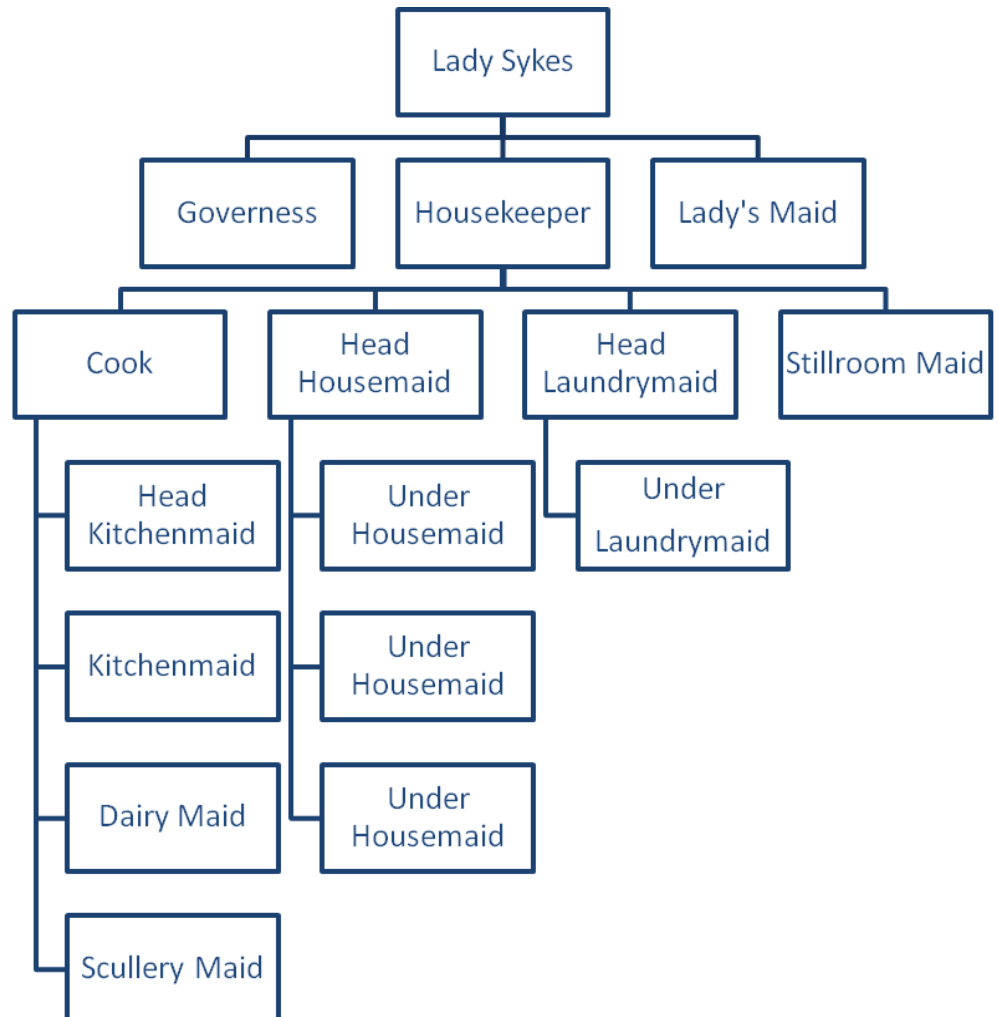 Lady Sykes
Governess
Housekeeper
Lady's Maid
Cook
Head
Housemaid
Head
Laundrymaid
Stillroom Maid
Head
Kitchenmaid
Under
Housemaid
Under
Laundrymaid
Kitchenmaid
Under
Housemaid
Dairy Maid
Under
Housemaid
Scullery Maid